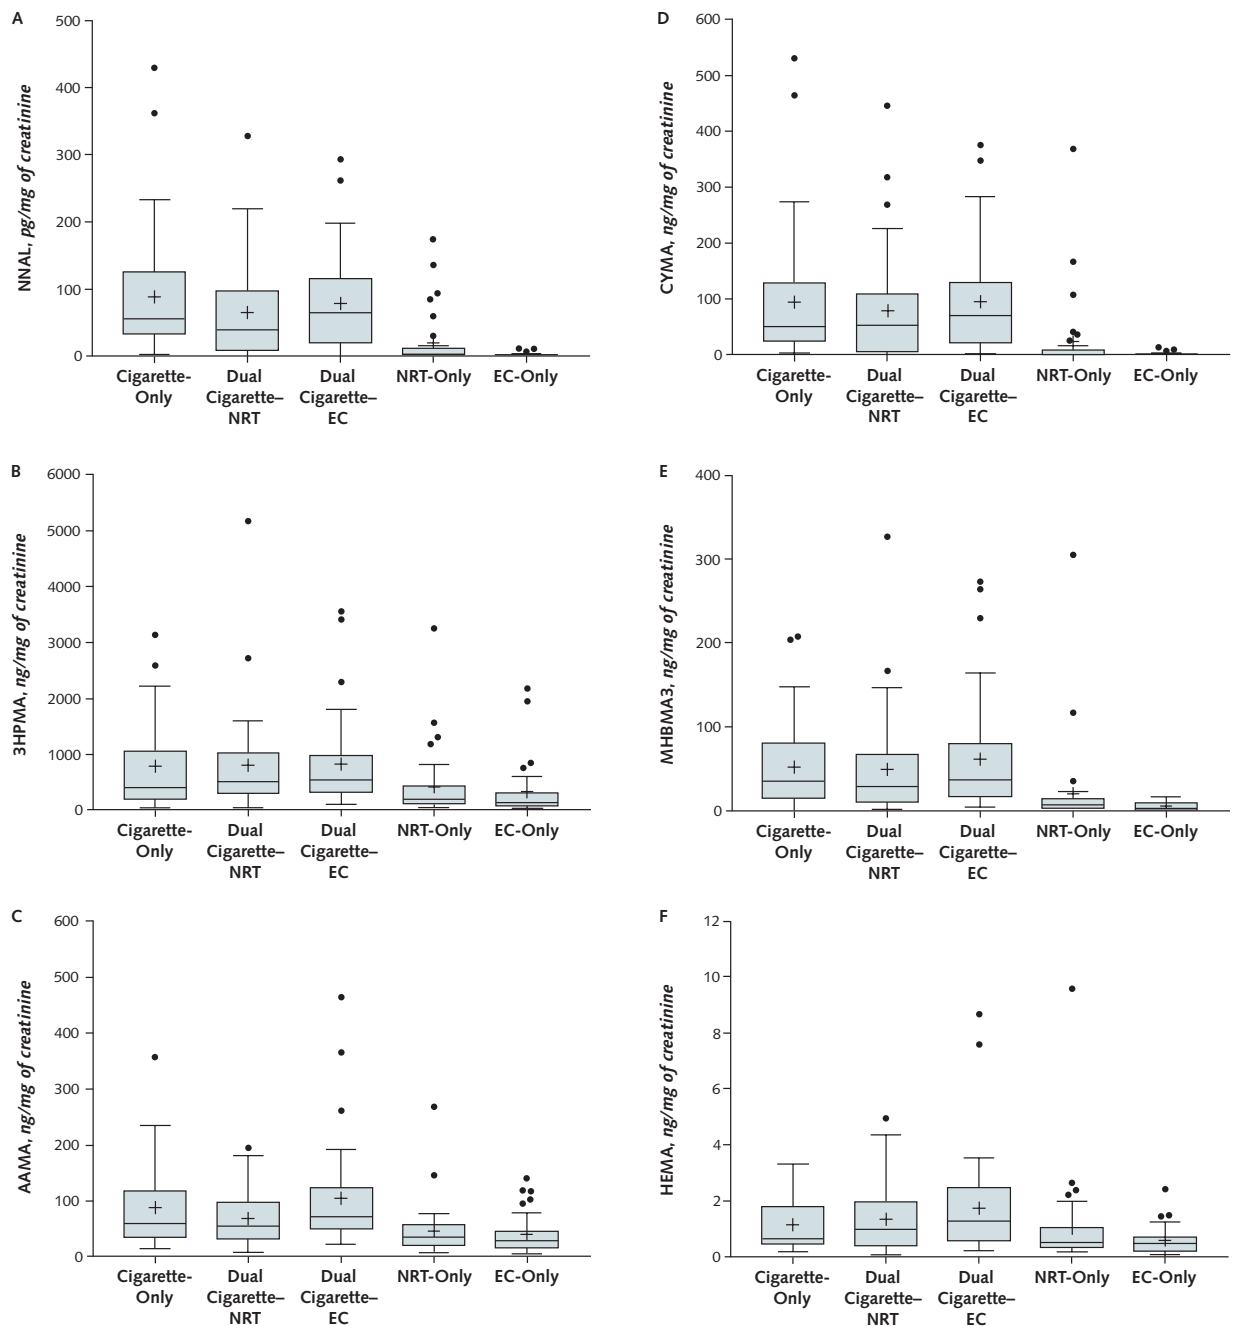 A
NNAL, pg/mg of creatinine
500
400
300
200
100
0
Cigarette-
Only
Dual
Cigarette–
NRT
Dual
Cigarette–
EC
NRT-Only
EC-Only
B
3HPMA, ng/mg of creatinine
6000
5000
4000
3000
2000
1000
0
Cigarette-
Only
Dual
Cigarette–
NRT
Dual
Cigarette–
EC
NRT-Only
EC-Only
C
AAMA, ng/mg of creatinine
600
500
400
300
200
100
0
Cigarette-
Only
Dual
Cigarette–
NRT
Dual
Cigarette–
EC
NRT-Only
EC-Only
D
CYMA, ng/mg of creatinine
600
500
400
300
200
100
0
Cigarette-
Only
Dual
Cigarette–
NRT
Dual
Cigarette–
EC
NRT-Only
EC-Only
E
MHBMA3, ng/mg of creatinine
400
300
200
100
0
Cigarette-
Only
Dual
Cigarette–
NRT
Dual
Cigarette–
EC
NRT-Only
EC-Only
F
HEMA, ng/mg of creatinine
12
10
8
6
4
2
0
Cigarette-
Only
Dual
Cigarette–
NRT
Dual
Cigarette–
EC
NRT-Only
EC-Only